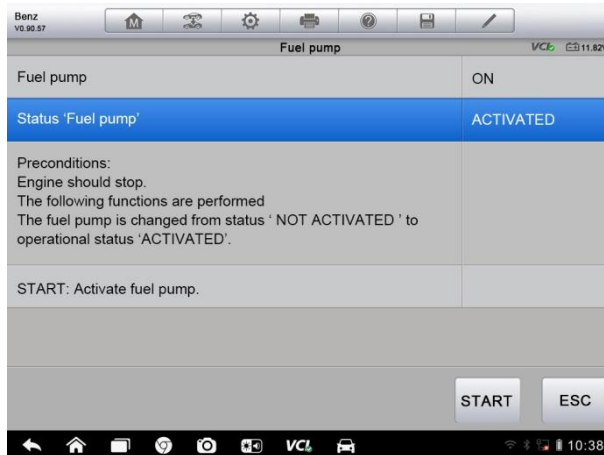 Benz
V0.90.57
Fuel pump
VCI 11.82V
Fuel pump ON
Status 'Fuel pump' ACTIVATED
Preconditions:
Engine should stop.
The following functions are performed
The fuel pump is changed from status ' NOT ACTIVATED ' to
operational status 'ACTIVATED'.
START: Activate fuel pump.
START ESC
VCI 10:38